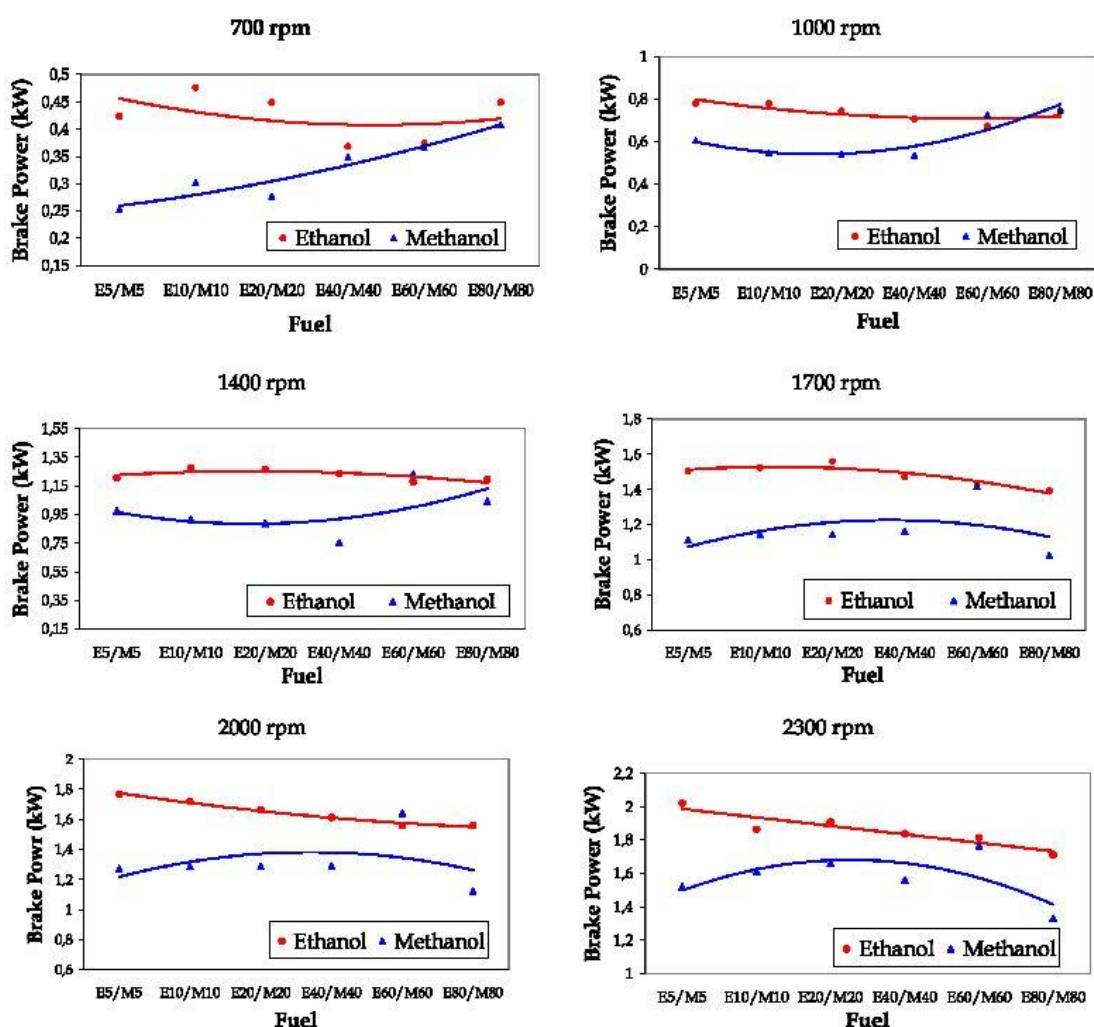 700 rpm
Brake Power (kW)
0,5
0,45
0,4
0,35
0,3
0,25
0,2
0,15
Ethanol Methanol
E5/M5 E10/M10 E20/M20 E40/M40 E60/M60 E80/M80
Fuel
1000 rpm
Brake Power (kW)
1
0,8
0,6
0,4
0,2
0
Ethanol Methanol
E5/M5 E10/M10 E20/M20 E40/M40 E60/M60 E80/M80
Fuel
1400 rpm
Brake Power (kW)
1,55
1,35
1,15
0,95
0,75
0,55
0,35
0,15
Ethanol Methanol
E5/M5 E10/M10 E20/M20 E40/M40 E60/M60 E80/M80
Fuel
1700 rpm
Brake Power (kW)
1,8
1,6
1,4
1,2
1
0,8
0,6
Ethanol Methanol
E5/M5 E10/M10 E20/M20 E40/M40 E60/M60 E80/M80
Fuel
2000 rpm
Brake Powr (kW)
2
1,8
1,6
1,4
1,2
1
0,8
0,6
Ethanol Methanol
E5/M5 E10/M10 E20/M20 E40/M40 E60/M60 E80/M80
Fuel
2300 rpm
Brake Power (kW)
2,2
2
1,8
1,6
1,4
1,2
1
Ethanol Methanol
E5/M5 E10/M10 E20/M20 E40/M40 E60/M60 E80/M80
Fuel